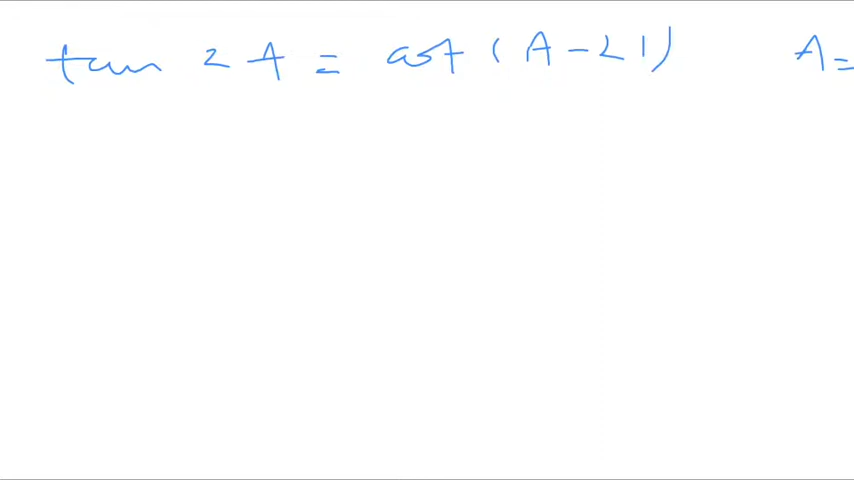 tan 2A = cot (A-21) A=